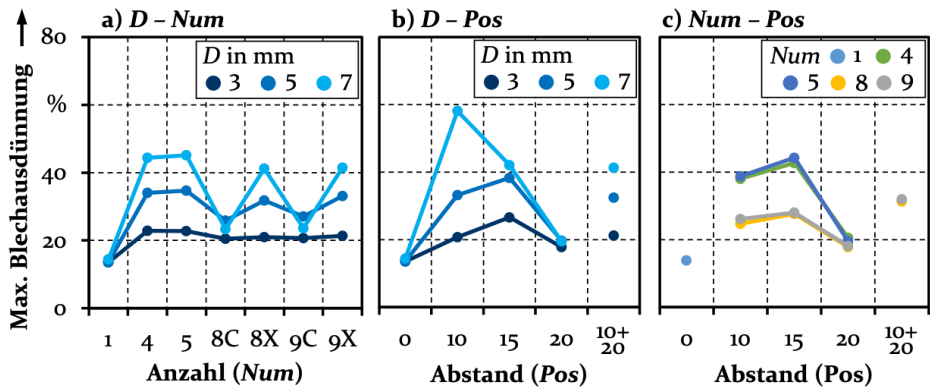 a) D – Num
b) D – Pos
c) Num – Pos
Max. Blechausdünnung
80
%
40
20
0
D in mm
3 5 7
D in mm
3 5 7
Num 1 4
5 8 9
1 4 5 8C 8X 9C 9X
0 10 15 20 10+
20
0 10 15 20 10+
20
Anzahl (Num)
Abstand (Pos)
Abstand (Pos)